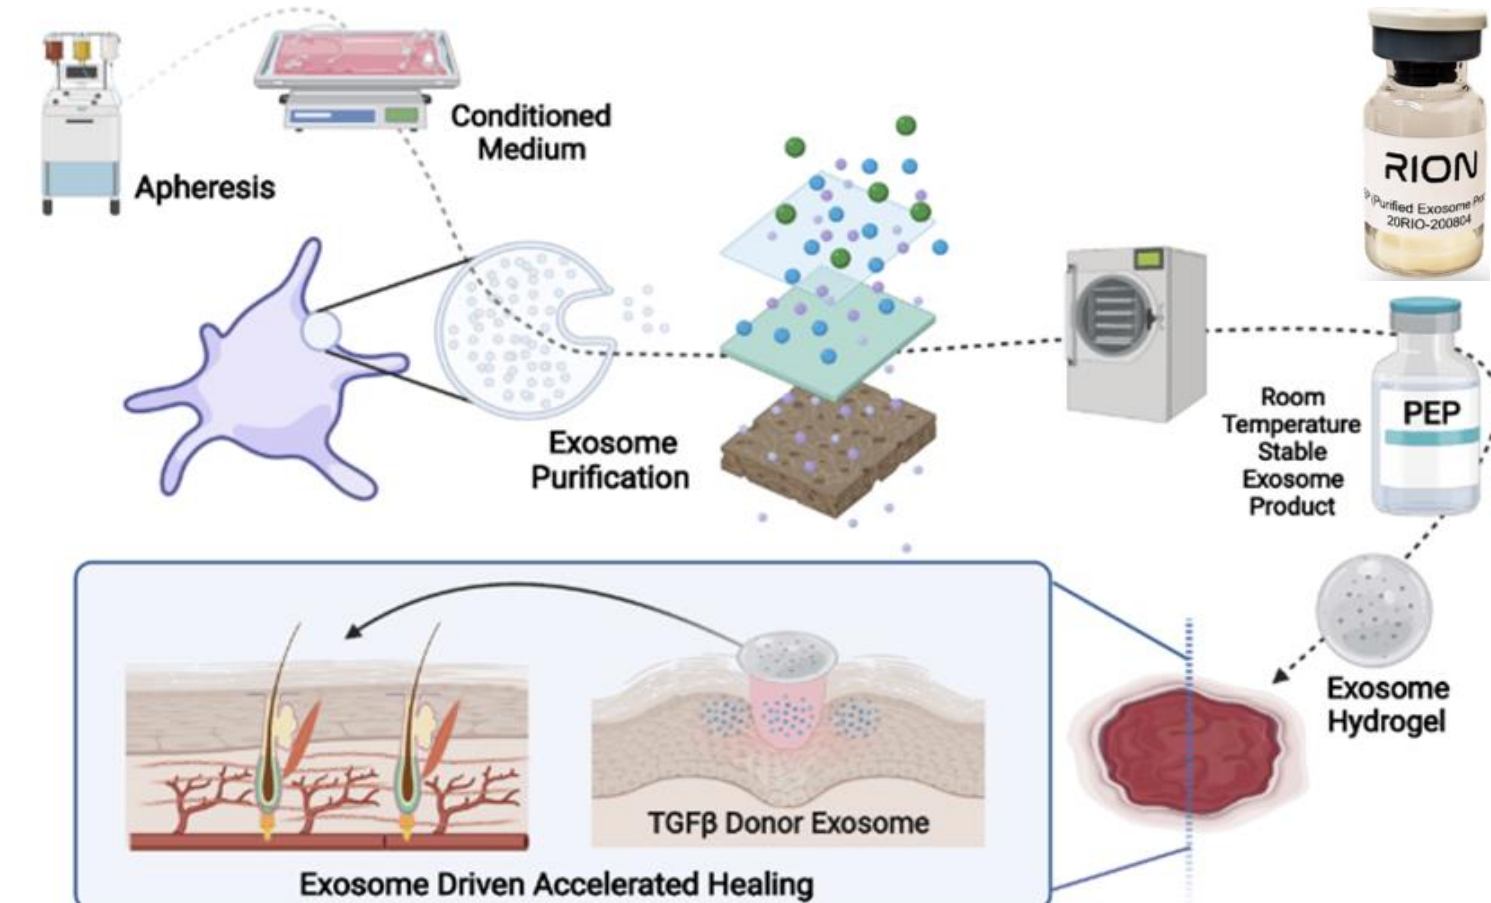 Apheresis
Conditioned
Medium
RION
(Purified Exosome
20RIO-200804
Exosome
Purification
Room
Temperature
Stable
Exosome
Product
PEP
Exosome
Hydrogel
TGFβ Donor Exosome
Exosome Driven Accelerated Healing